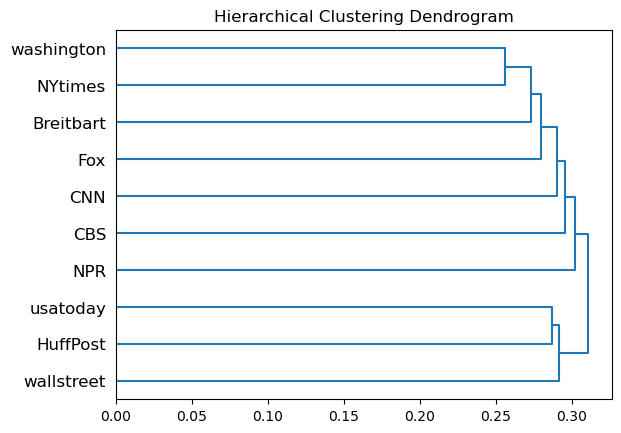 Hierarchical Clustering Dendrogram
washington
NYtimes
Breitbart
Fox
CNN
CBS
NPR
usatoday
HuffPost
wallstreet
0.00 0.05 0.10 0.15 0.20 0.25 0.30